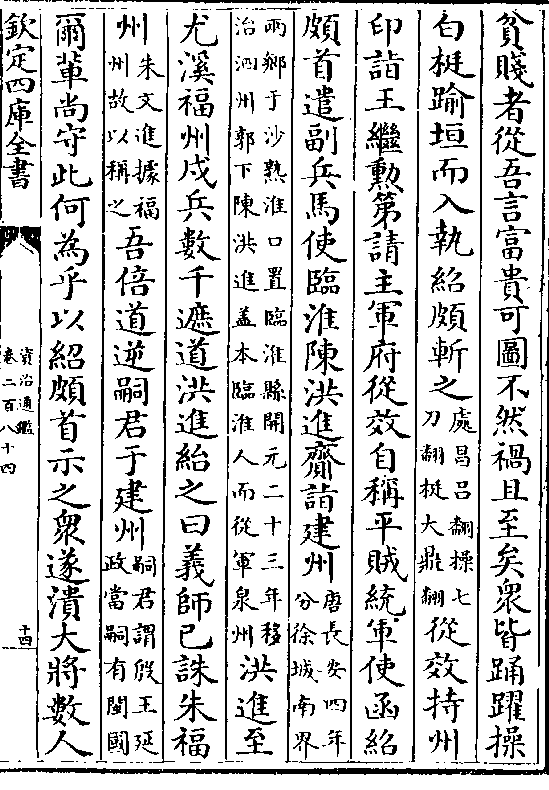 貧賤者從吾言富貴可圖不然禍且至矣衆皆踊躍操
白梃踰垣而入執紹頗斬之處昌呂翻操七刀翻梃大鼎翻從效持州
印詣王繼勲第請主軍府從效自稱平賊統軍使函紹
頗首遣副兵馬使臨淮陳洪進齎詣建州唐長安四年分徐城南界
兩鄉于沙熟淮口置臨淮縣開元二十三年移治泗州郭下陳洪進盖本臨淮人而從軍泉州洪進至
尤溪福州戍兵數千遮道洪進紿之曰義師已誅朱福
州朱文進據福州故以稱之吾倍道逆嗣君于建州嗣君謂殷王延政當嗣有閩國
爾輩尚守此何為乎以紹頗首示之衆遂潰大將數人
欽定四庫全書
資治通鑑
卷二百八十四
十四